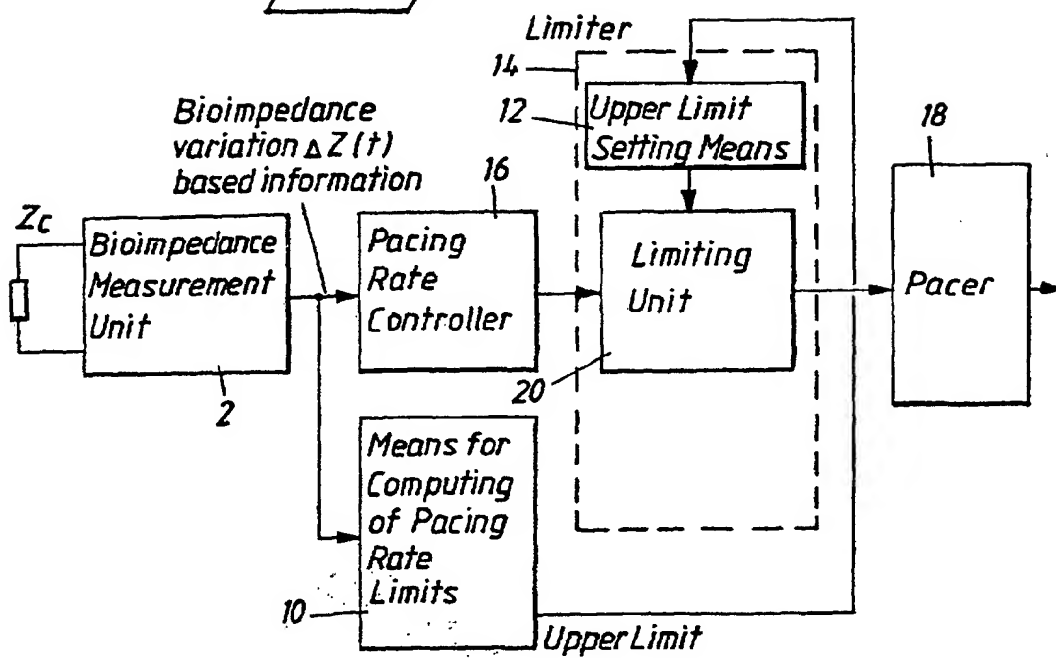 Limiter
14
Bioimpedance
variation Δ Z (t)
based information
12
Upper Limit
Setting Means
18
16
Zc
Bioimpedance
Measurement
Unit
Pacing
Rate
Controller
Limiting
Unit
Pacer
20
2
Means for
Computing
of Pacing
Rate
Limits
10
Upper Limit